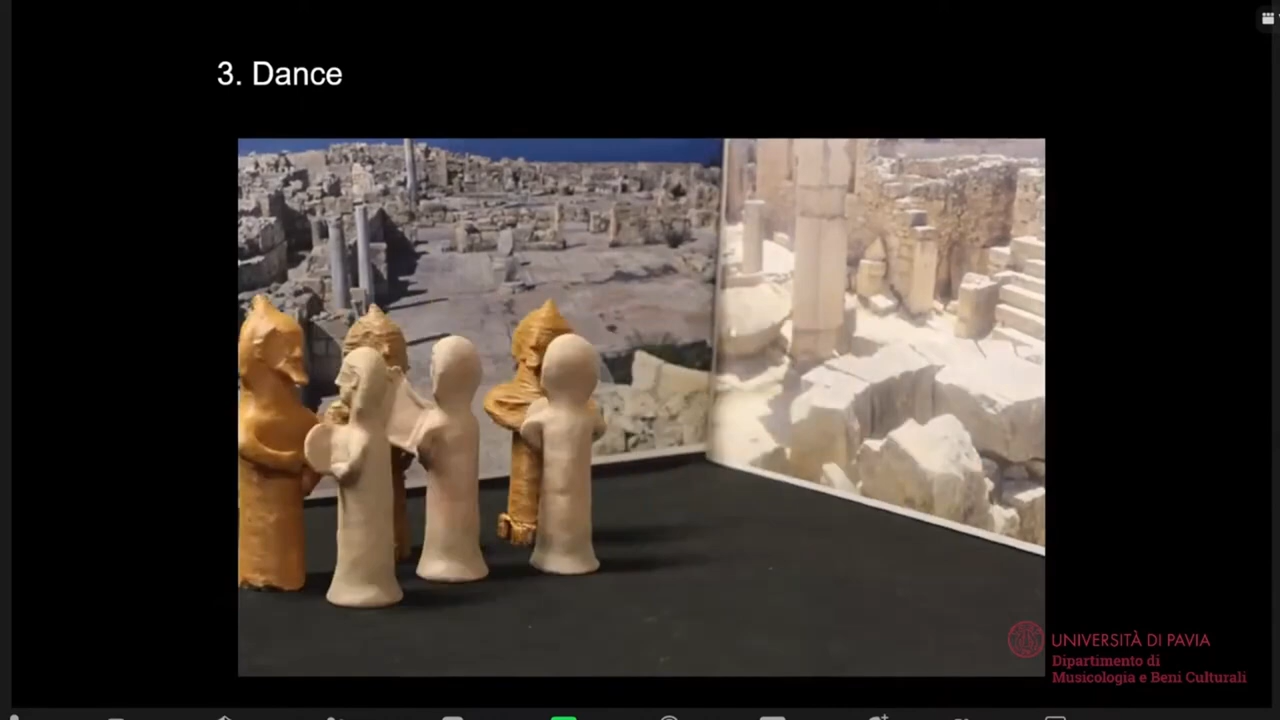 3. Dance
UNIVERSITÀ DI PAVIA
Dipartimento di
Musicologia e Beni Culturali